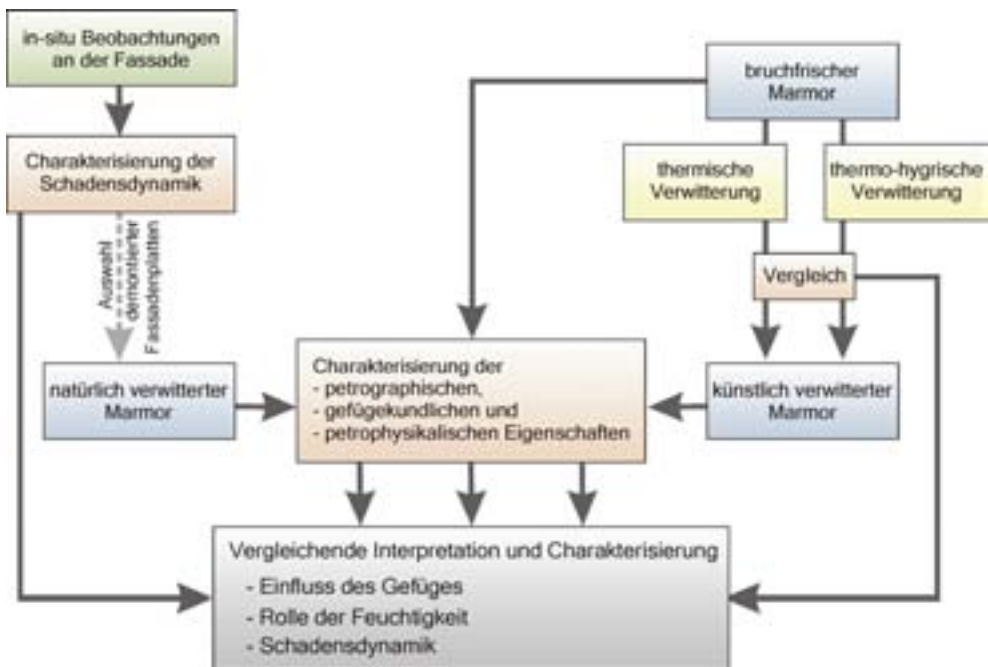 in-situ Beobachtungen
an der Fassade
Charakterisierung der
Schadensdynamik
Auswahl
demontierter
Fassadenplatten
natürlich verwitterter
Marmor
bruchfrischer
Marmor
thermische
Verwitterung
thermo-hygrische
Verwitterung
Vergleich
künstlich verwitterter
Marmor
Charakterisierung der
- petrographischen,
- gefügekundlichen und
- petrophysikalischen Eigenschaften
Vergleichende Interpretation und Charakterisierung
- Einfluss des Gefüges
- Rolle der Feuchtigkeit
- Schadensdynamik